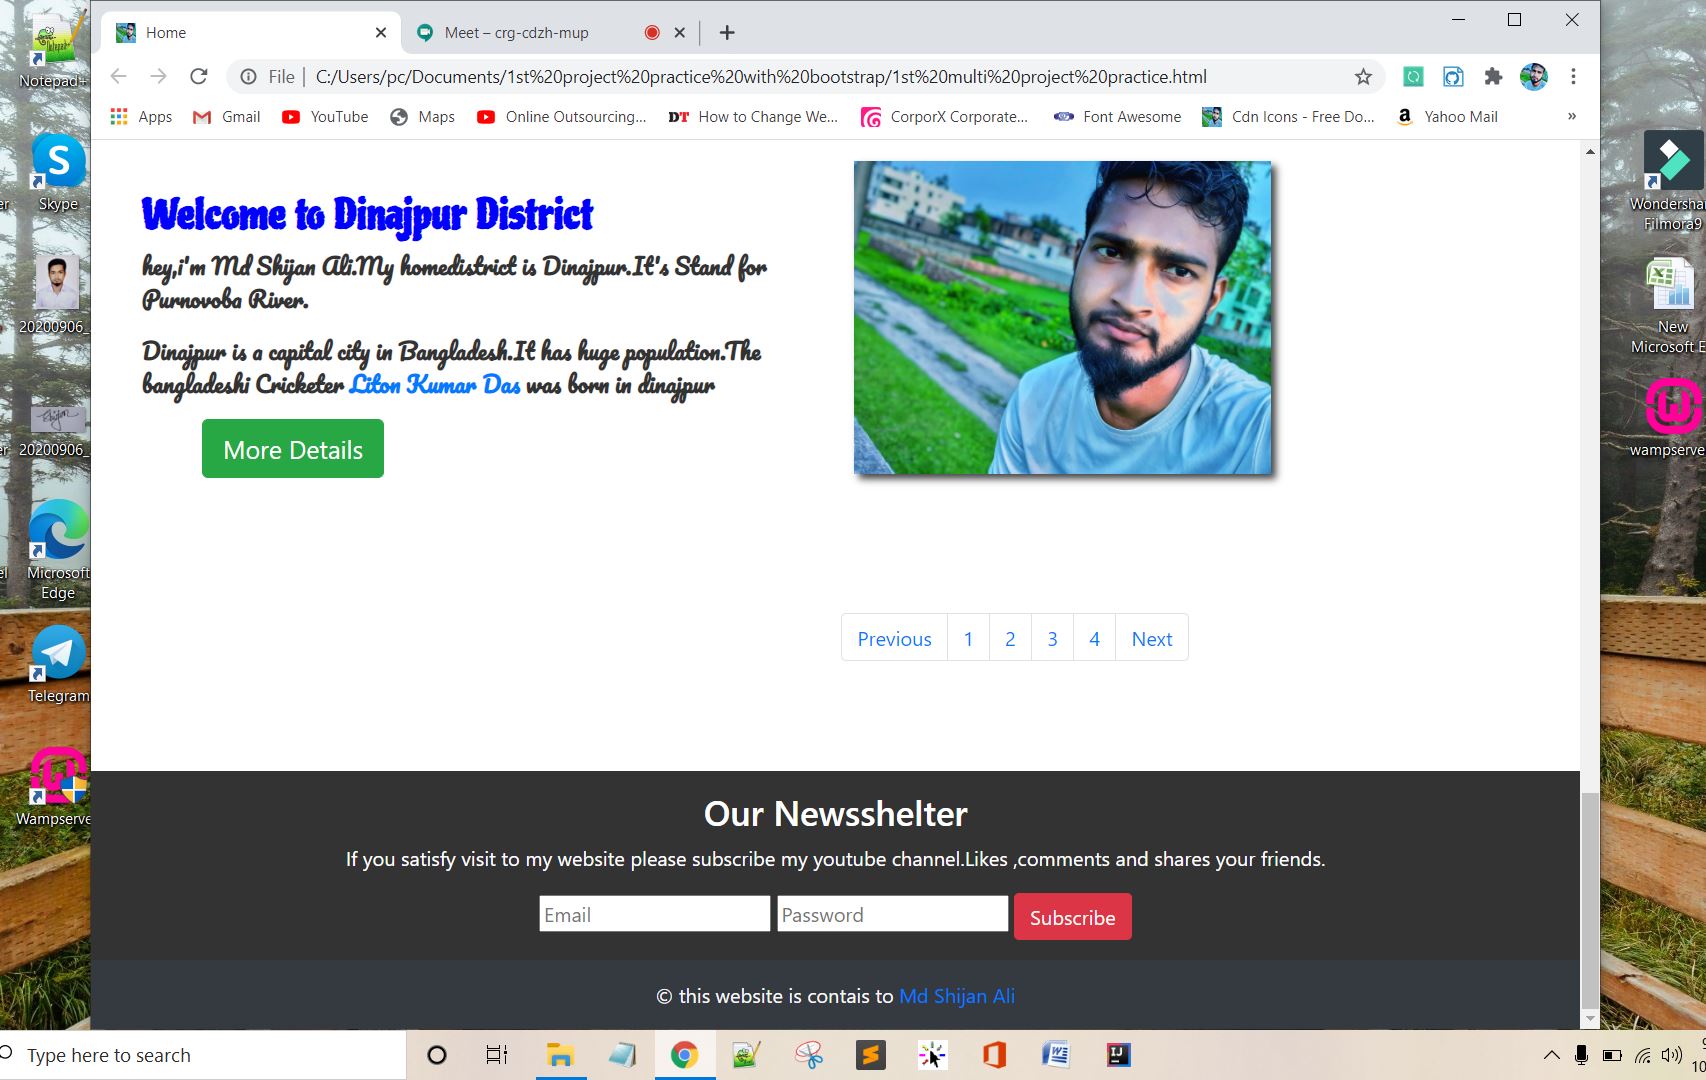 Home
Meet – crg-cdzh-mup
File
C:/Users/pc/Documents/1st%20project%20practice%20with%20bootstrap/1st%20multi%20project%20practice.html
Apps
Gmail
YouTube
Maps
Online Outsourcing...
DT
How to Change We...
CorporX Corporate...
Font Awesome
Cdn Icons - Free Do...
Yahoo Mail
»
Welcome to Dinajpur District
hey,i'm Md Shijan Ali.My homedistrict is Dinajpur.It's Stand for
Purnovoba River.
Dinajpur is a capital city in Bangladesh.It has huge population.The
bangladeshi Cricketer Liton Kumar Das was born in dinajpur
More Details
Previous 1 2 3 4 Next
Our Newsshelter
If you satisfy visit to my website please subscribe my youtube channel.Likes ,comments and shares your friends.
Email
Password
Subscribe
© this website is contais to Md Shijan Ali
Notepad+
Skype
20200906_
20200906_
Microsoft
Edge
Telegram
Wampserve
Wondersha
Filmora9
New
Microsoft E
wampserve
Type here to search